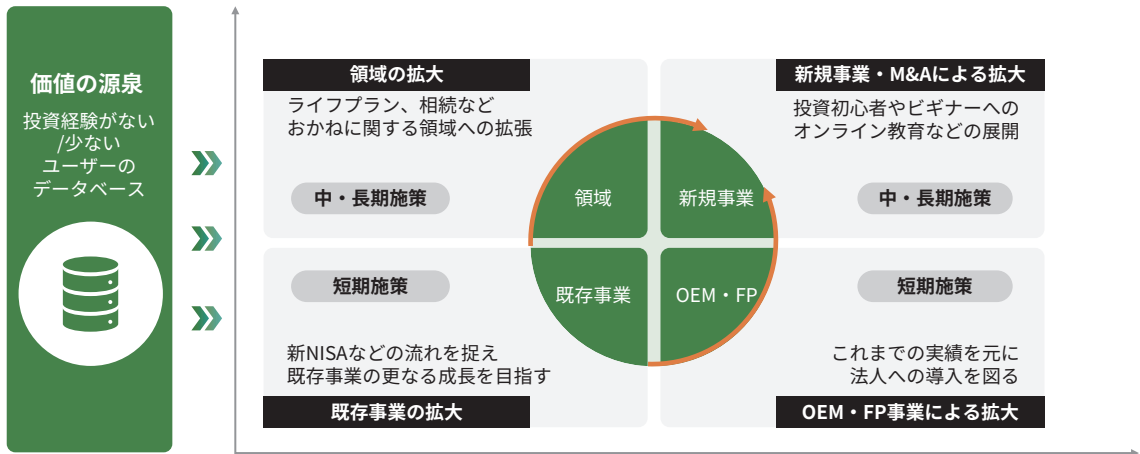 価値の源泉
投資経験がない
/少ない
ユーザーの
データベース
領域の拡大
ライフプラン、相続など
おかねに関する領域への拡張
中・長期施策
新規事業・M&Aによる拡大
投資初心者やビギナーへの
オンライン教育などの展開
中・長期施策
領域
新規事業
既存事業
OEM・FP
短期施策
新NISAなどの流れを捉え
既存事業の更なる成長を目指す
既存事業の拡大
短期施策
これまでの実績を元に
法人への導入を図る
OEM・FP事業による拡大